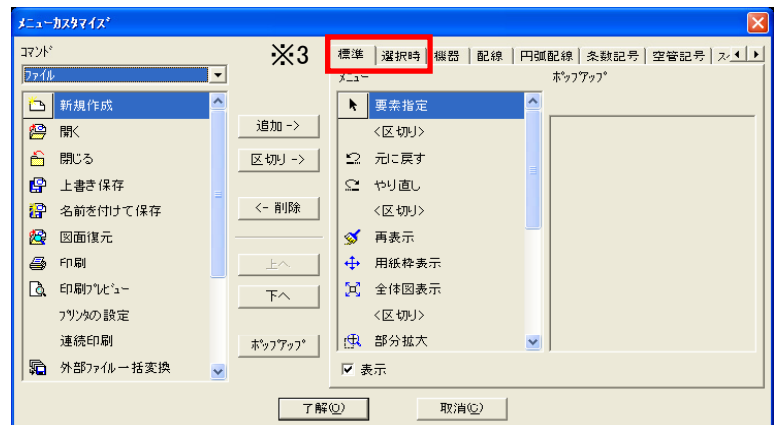 メニューカスタマイズ
コマンド
ファイル
新規作成
開く
閉じる
上書き保存
名前を付けて保存
図面復元
印刷
印刷プレビュー
プリンタの設定
連続印刷
外部ファイル一括変換
※3
追加 ->
区切り ->
<- 削除
上へ
下へ
ポップアップ
標準 選択時 機器 配線 円弧配線 条数記号 空管記号
メニュー
ポップアップ
要素指定
<区切り>
元に戻す
やり直し
<区切り>
再表示
用紙枠表示
全体図表示
<区切り>
部分拡大
表示
了解(O)
取消(C)